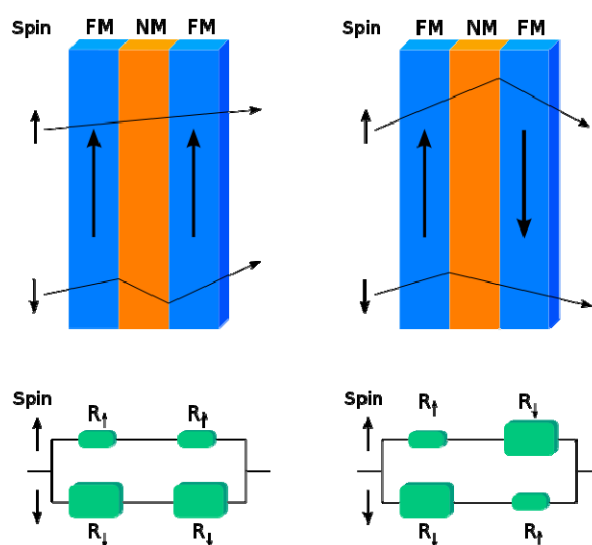 Spin FM NM FM
Spin FM NM FM
Spin R↑ R↑
R↓ R↓
Spin R↑ R↓
R↓ R↑